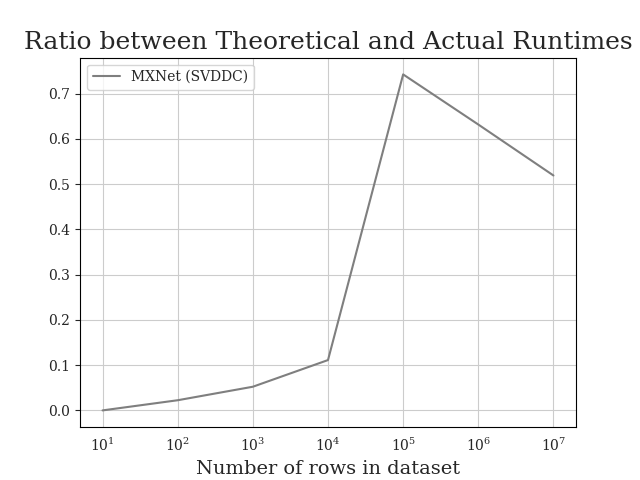 Ratio between Theoretical and Actual Runtimes
MXNet (SVDDC)
0.7
0.6
0.5
0.4
0.3
0.2
0.1
0.0
10¹ 10² 10³ 10⁴ 10⁵ 10⁶ 10⁷
Number of rows in dataset